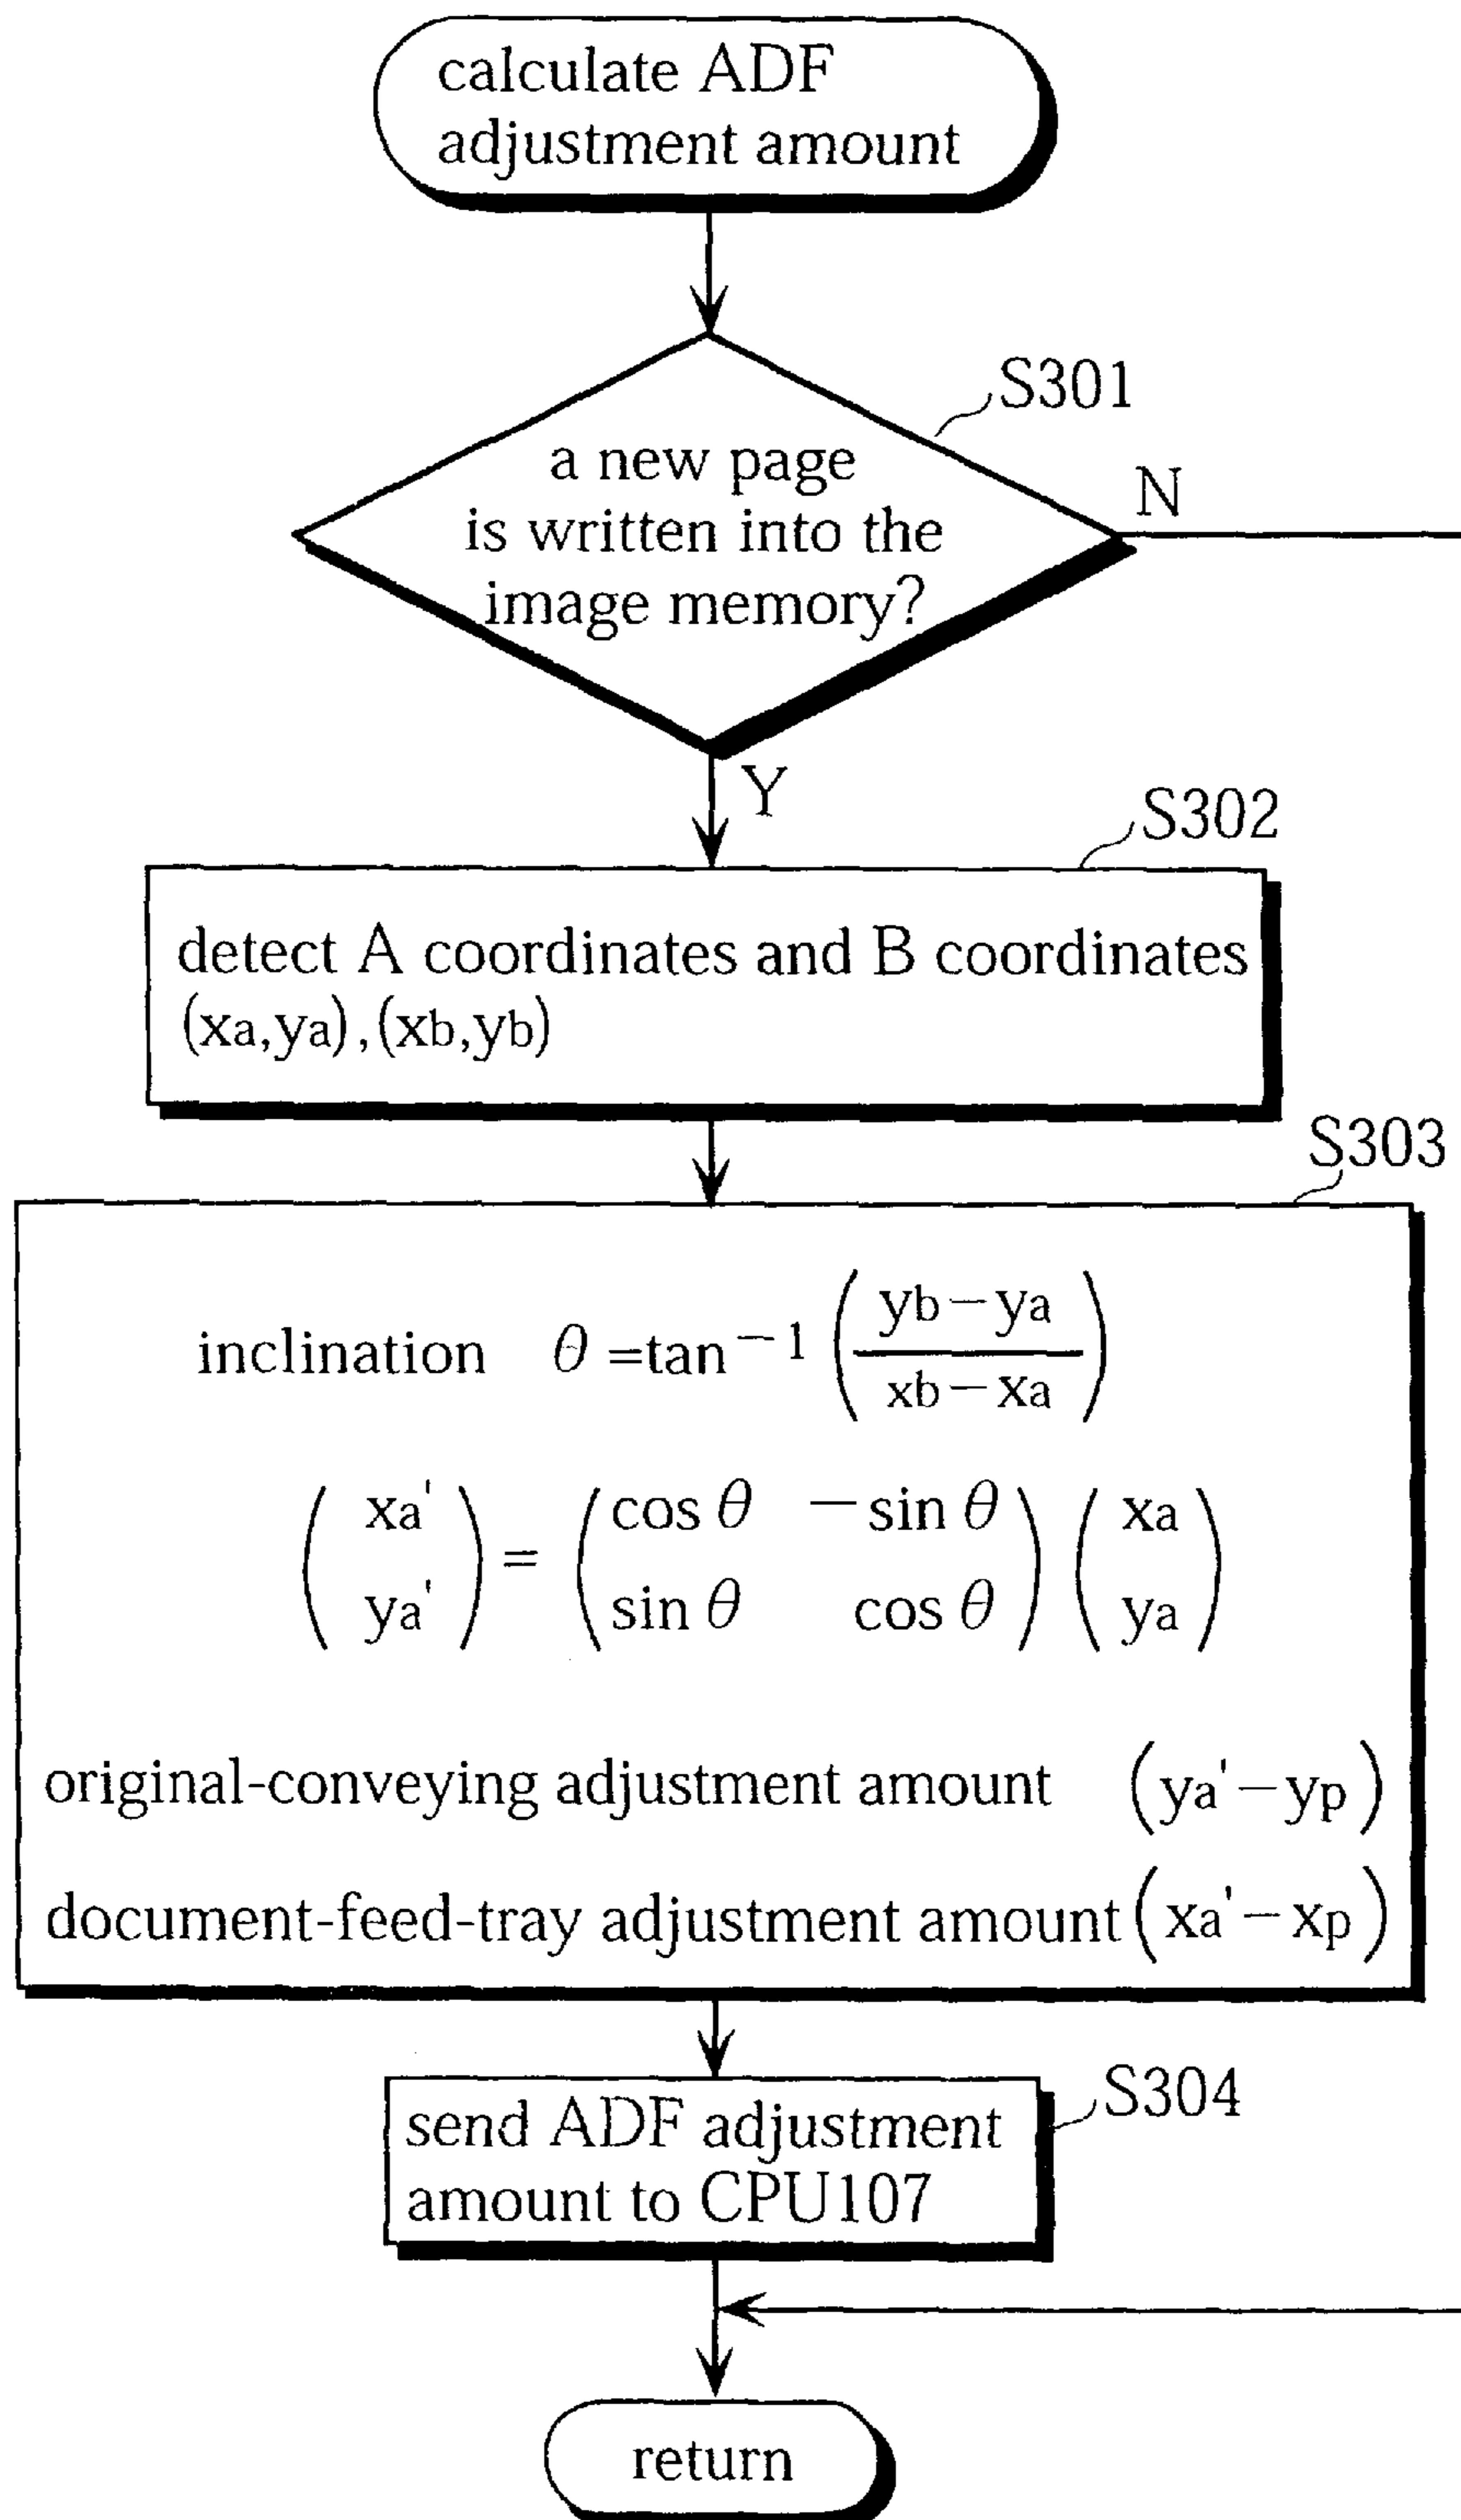 calculate ADF
adjustment amount
S301
a new page
is written into the
image memory?
N
Y
S302
detect A coordinates and B coordinates
(xa,ya),(xb,yb)
S303
inclination θ=tan⁻¹ ( (yb−ya) / (xb−xa) )
( xa' ) = ( cos θ −sin θ ) ( xa )
( ya' ) ( sin θ cos θ ) ( ya )
original-conveying adjustment amount (ya'−yp)
document-feed-tray adjustment amount (xa'−xp)
S304
send ADF adjustment
amount to CPU107
return